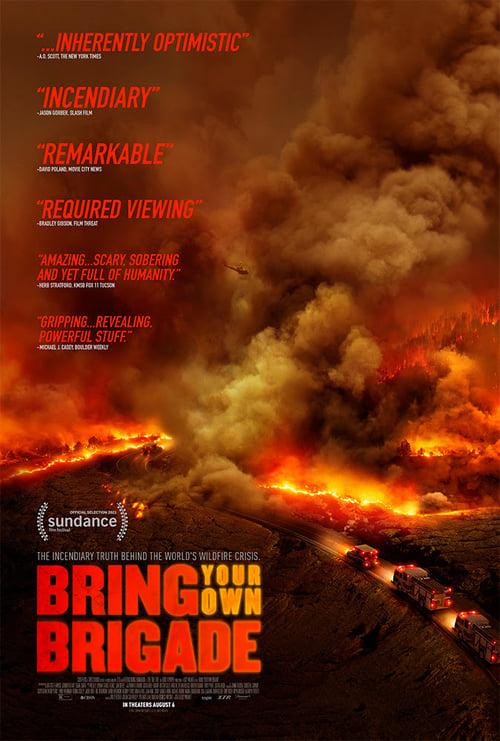 “...INHERENTLY OPTIMISTIC”
–A.O. SCOTT, THE NEW YORK TIMES
“INCENDIARY”
–JASON GORBER, SLASH FILM
“REMARKABLE”
–DAVID POLAND, MOVIE CITY NEWS
“REQUIRED VIEWING”
–BRADLEY GIBSON, FILM THREAT
“AMAZING...SCARY, SOBERING
AND YET FULL OF HUMANITY.”
–HERB STRATFORD, KMSB FOX 11 TUCSON
“GRIPPING...REVEALING,
POWERFUL STUFF.”
–MICHAEL J. CASEY, BOULDER WEEKLY
OFFICIAL SELECTION 2021
sundance
film festival
THE INCENDIARY TRUTH BEHIND THE WORLD'S WILDFIRE CRISIS.
BRING YOUR OWN
BRIGADE
IN THEATERS AUGUST 6